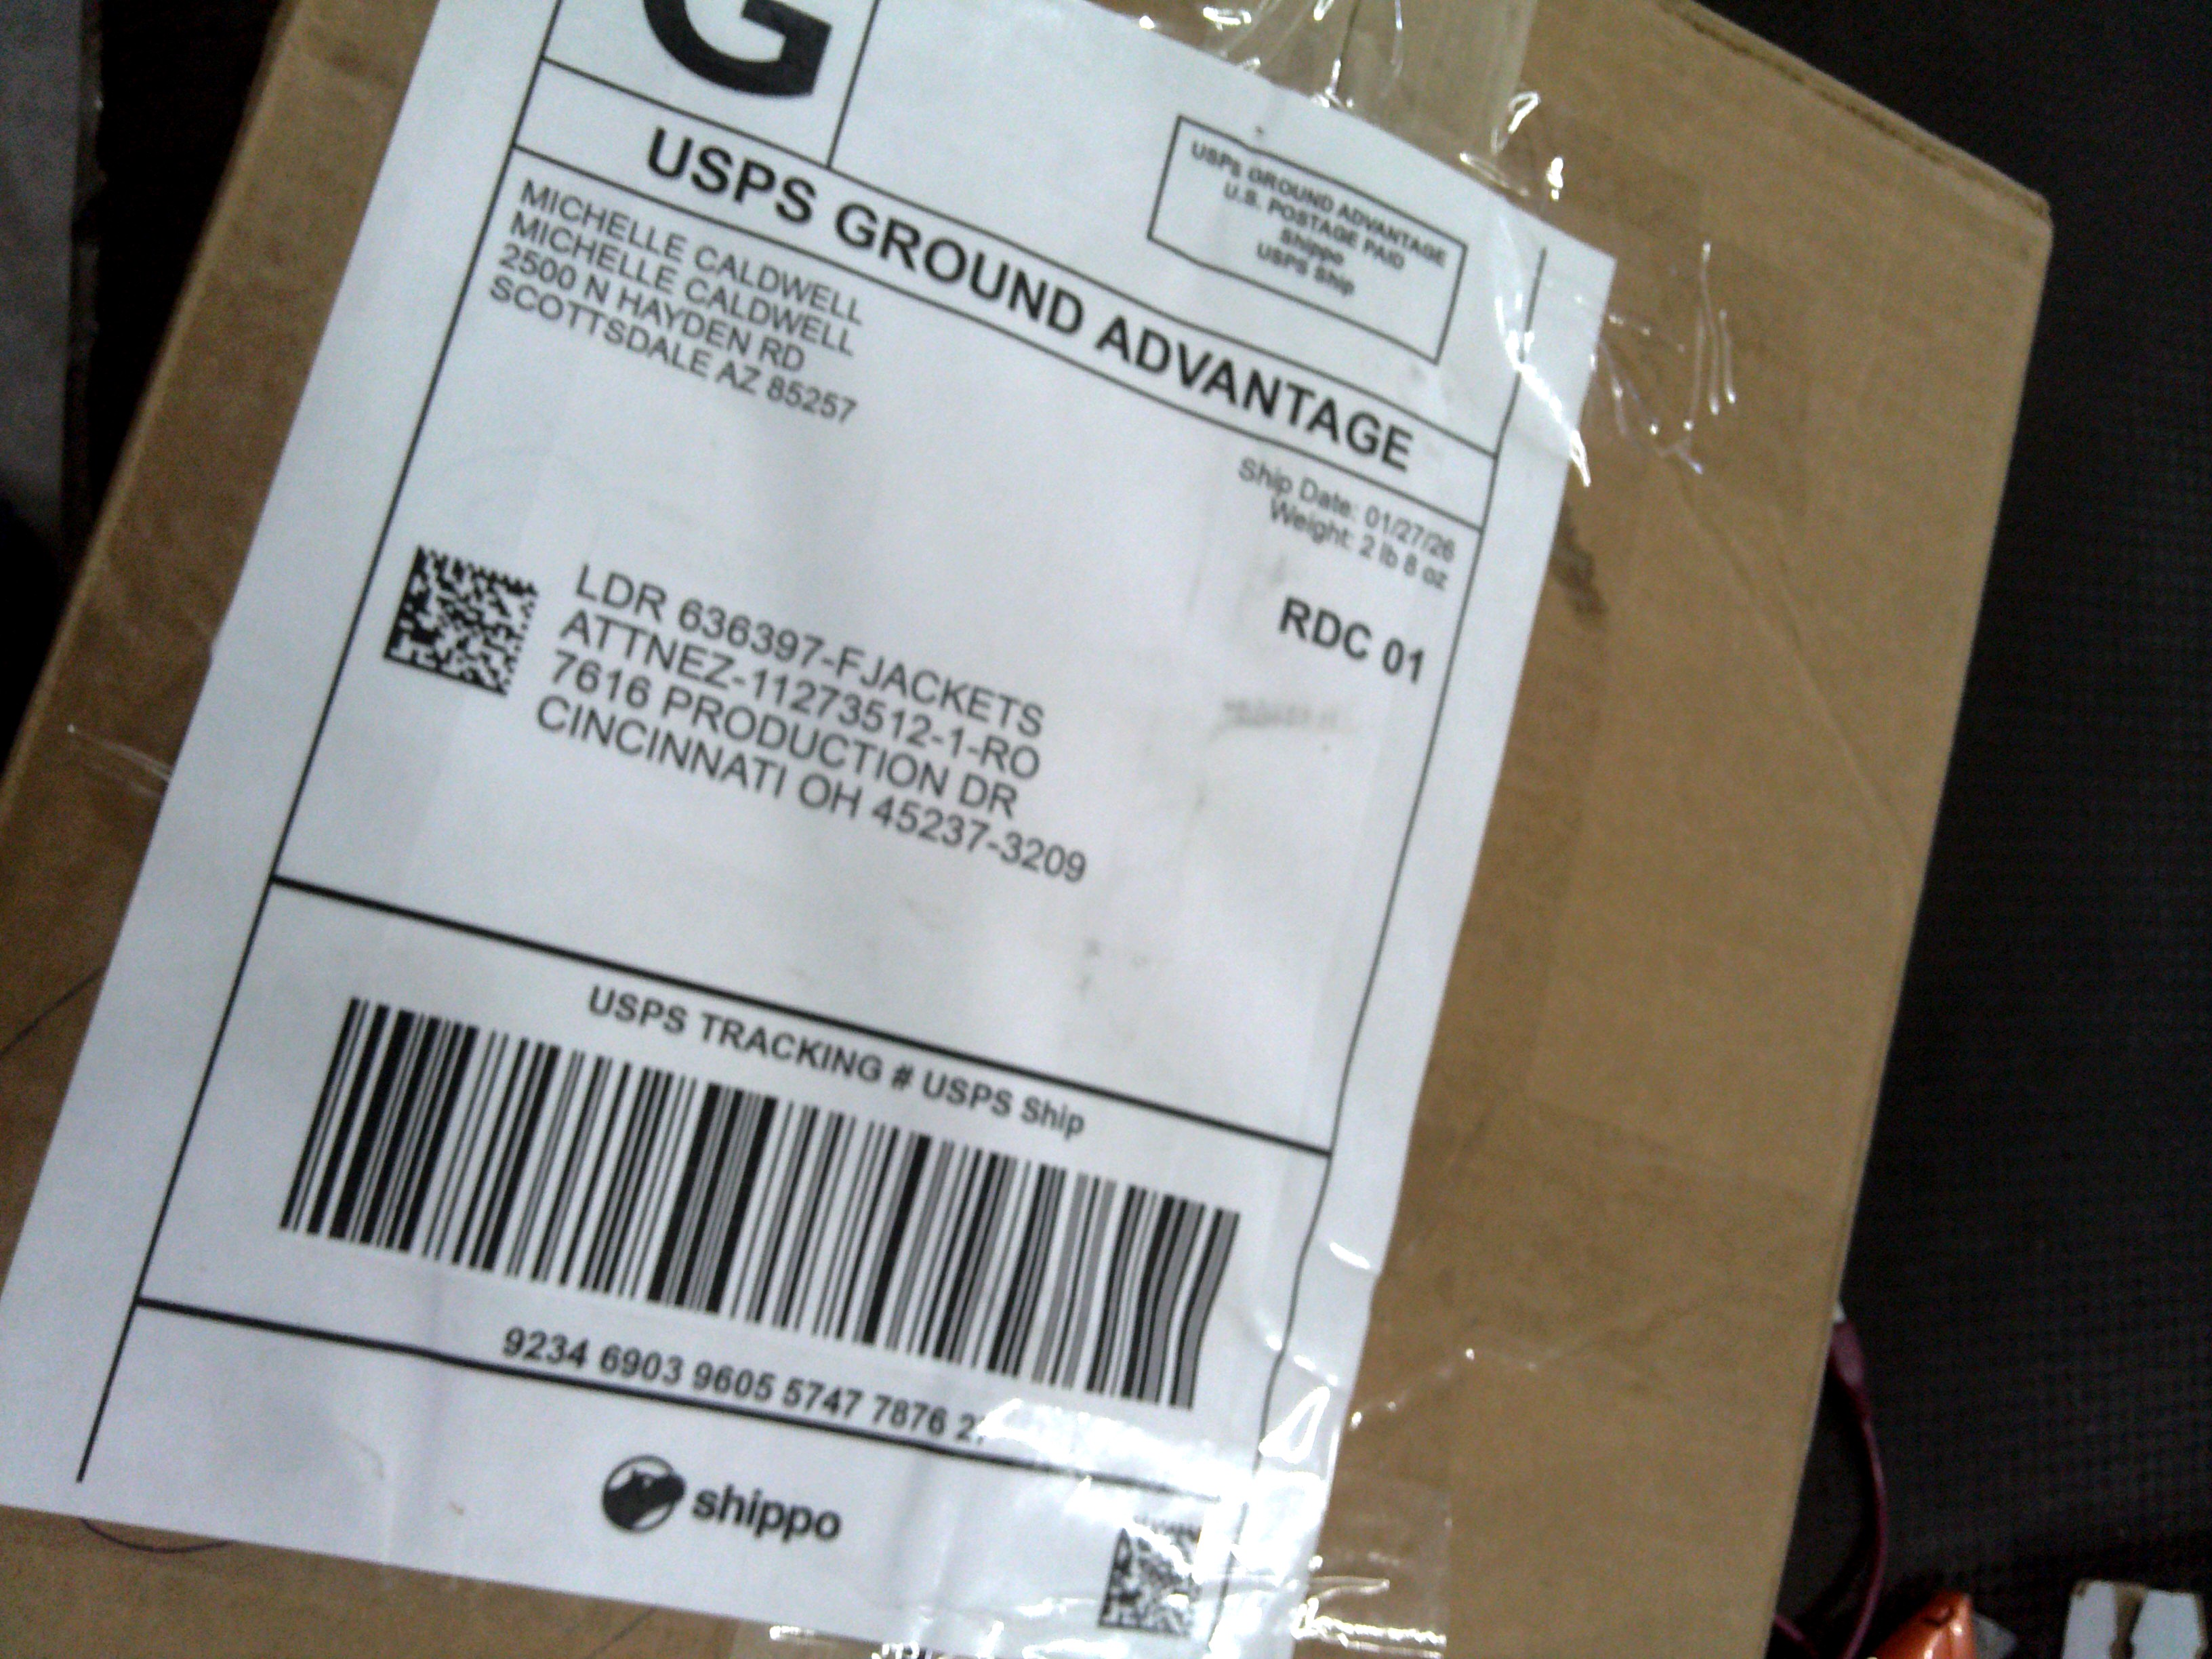 G
USPS GROUND ADVANTAGE
U.S. POSTAGE PAID
Shippo
USPS Ship
USPS GROUND ADVANTAGE
MICHELLE CALDWELL
MICHELLE CALDWELL
2500 N HAYDEN RD
SCOTTSDALE AZ 85257
Ship Date: 01/27/26
Weight: 2 lb 8 oz
RDC 01
LDR 636397-FJACKETS
ATTNEZ-11273512-1-RO
7616 PRODUCTION DR
CINCINNATI OH 45237-3209
USPS TRACKING # USPS Ship
9234 6903 9605 5747 7876
shippo